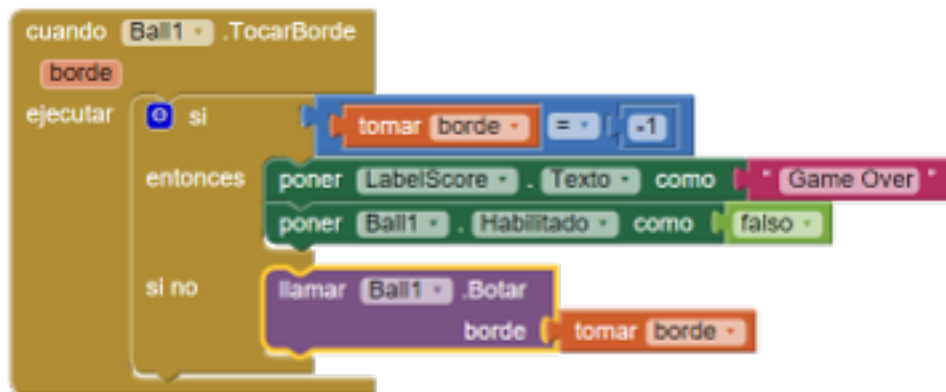 cuando Ball1 .TocarBorde
borde
ejecutar si tomar borde = -1
entonces poner LabelScore . Texto como " Game Over "
poner Ball1 . Habilitado como falso
si no llamar Ball1 .Botar
borde tomar borde